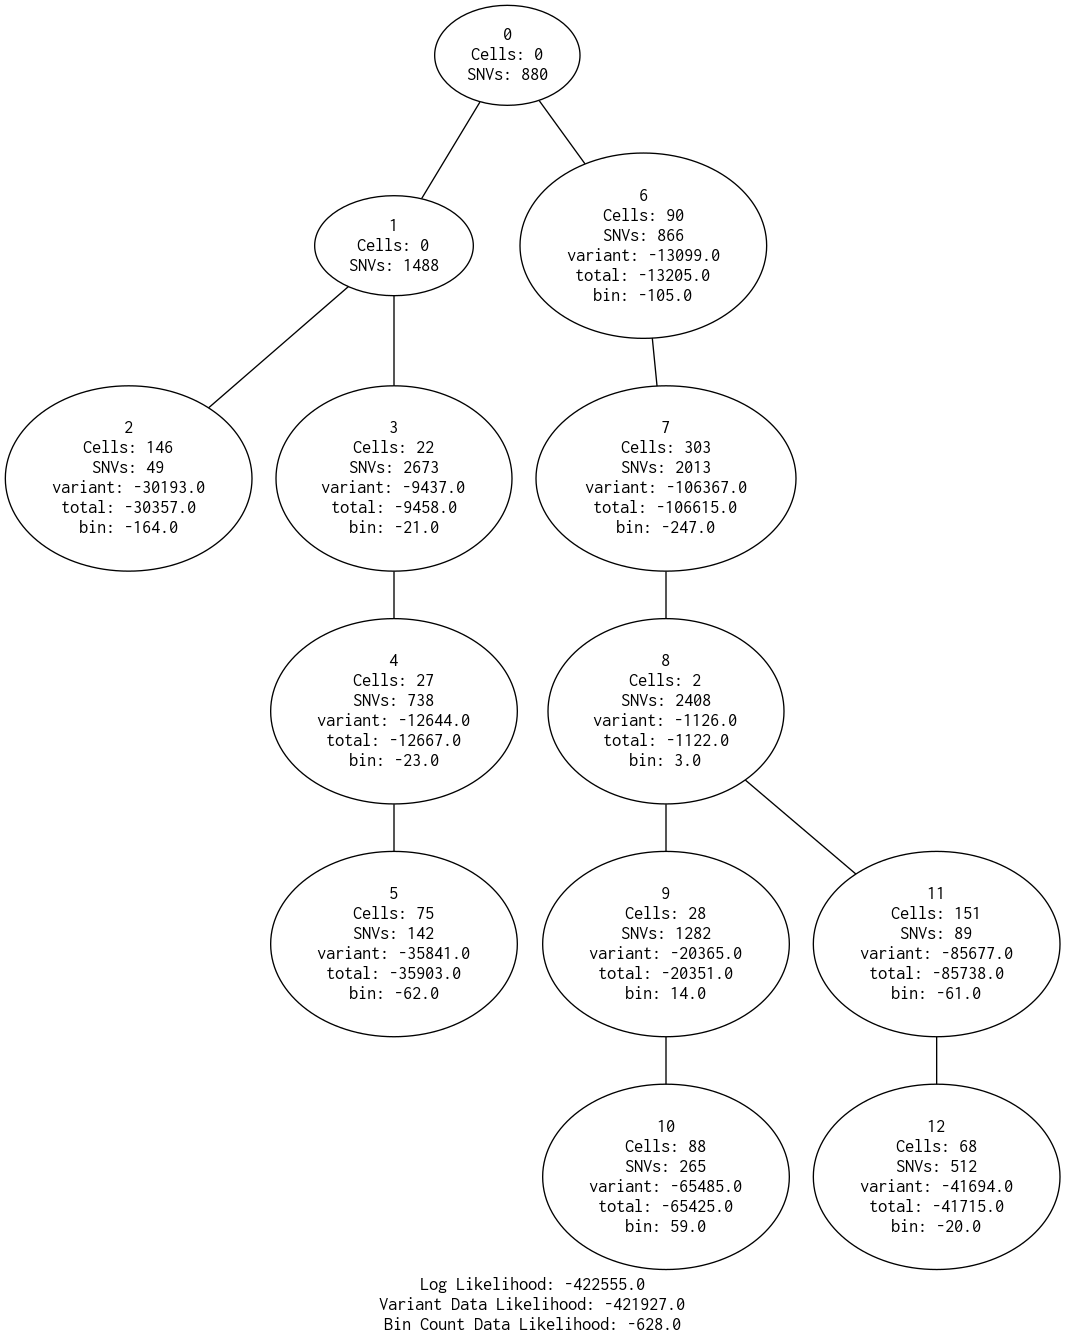 0
Cells: 0
SNVs: 880
1
Cells: 0
SNVs: 1488
6
Cells: 90
SNVs: 866
variant: -13099.0
total: -13205.0
bin: -105.0
2
Cells: 146
SNVs: 49
variant: -30193.0
total: -30357.0
bin: -164.0
3
Cells: 22
SNVs: 2673
variant: -9437.0
total: -9458.0
bin: -21.0
7
Cells: 303
SNVs: 2013
variant: -106367.0
total: -106615.0
bin: -247.0
4
Cells: 27
SNVs: 738
variant: -12644.0
total: -12667.0
bin: -23.0
8
Cells: 2
SNVs: 2408
variant: -1126.0
total: -1122.0
bin: 3.0
5
Cells: 75
SNVs: 142
variant: -35841.0
total: -35903.0
bin: -62.0
9
Cells: 28
SNVs: 1282
variant: -20365.0
total: -20351.0
bin: 14.0
11
Cells: 151
SNVs: 89
variant: -85677.0
total: -85738.0
bin: -61.0
10
Cells: 88
SNVs: 265
variant: -65485.0
total: -65425.0
bin: 59.0
12
Cells: 68
SNVs: 512
variant: -41694.0
total: -41715.0
bin: -20.0
Log Likelihood: -422555.0
Variant Data Likelihood: -421927.0
Bin Count Data Likelihood: -628.0